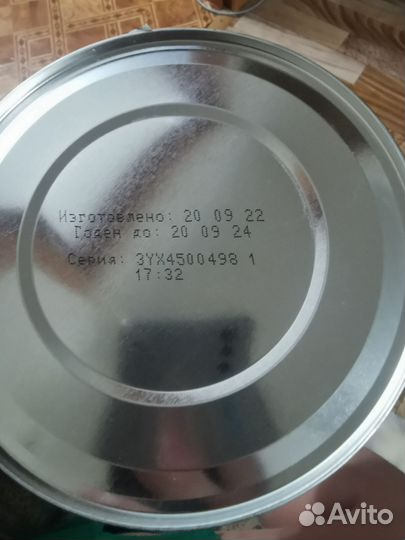 Изготовлено: 20 09 22
Годен до: 20 09 24
Серия: 3YX4500498 1
17:32
Avito